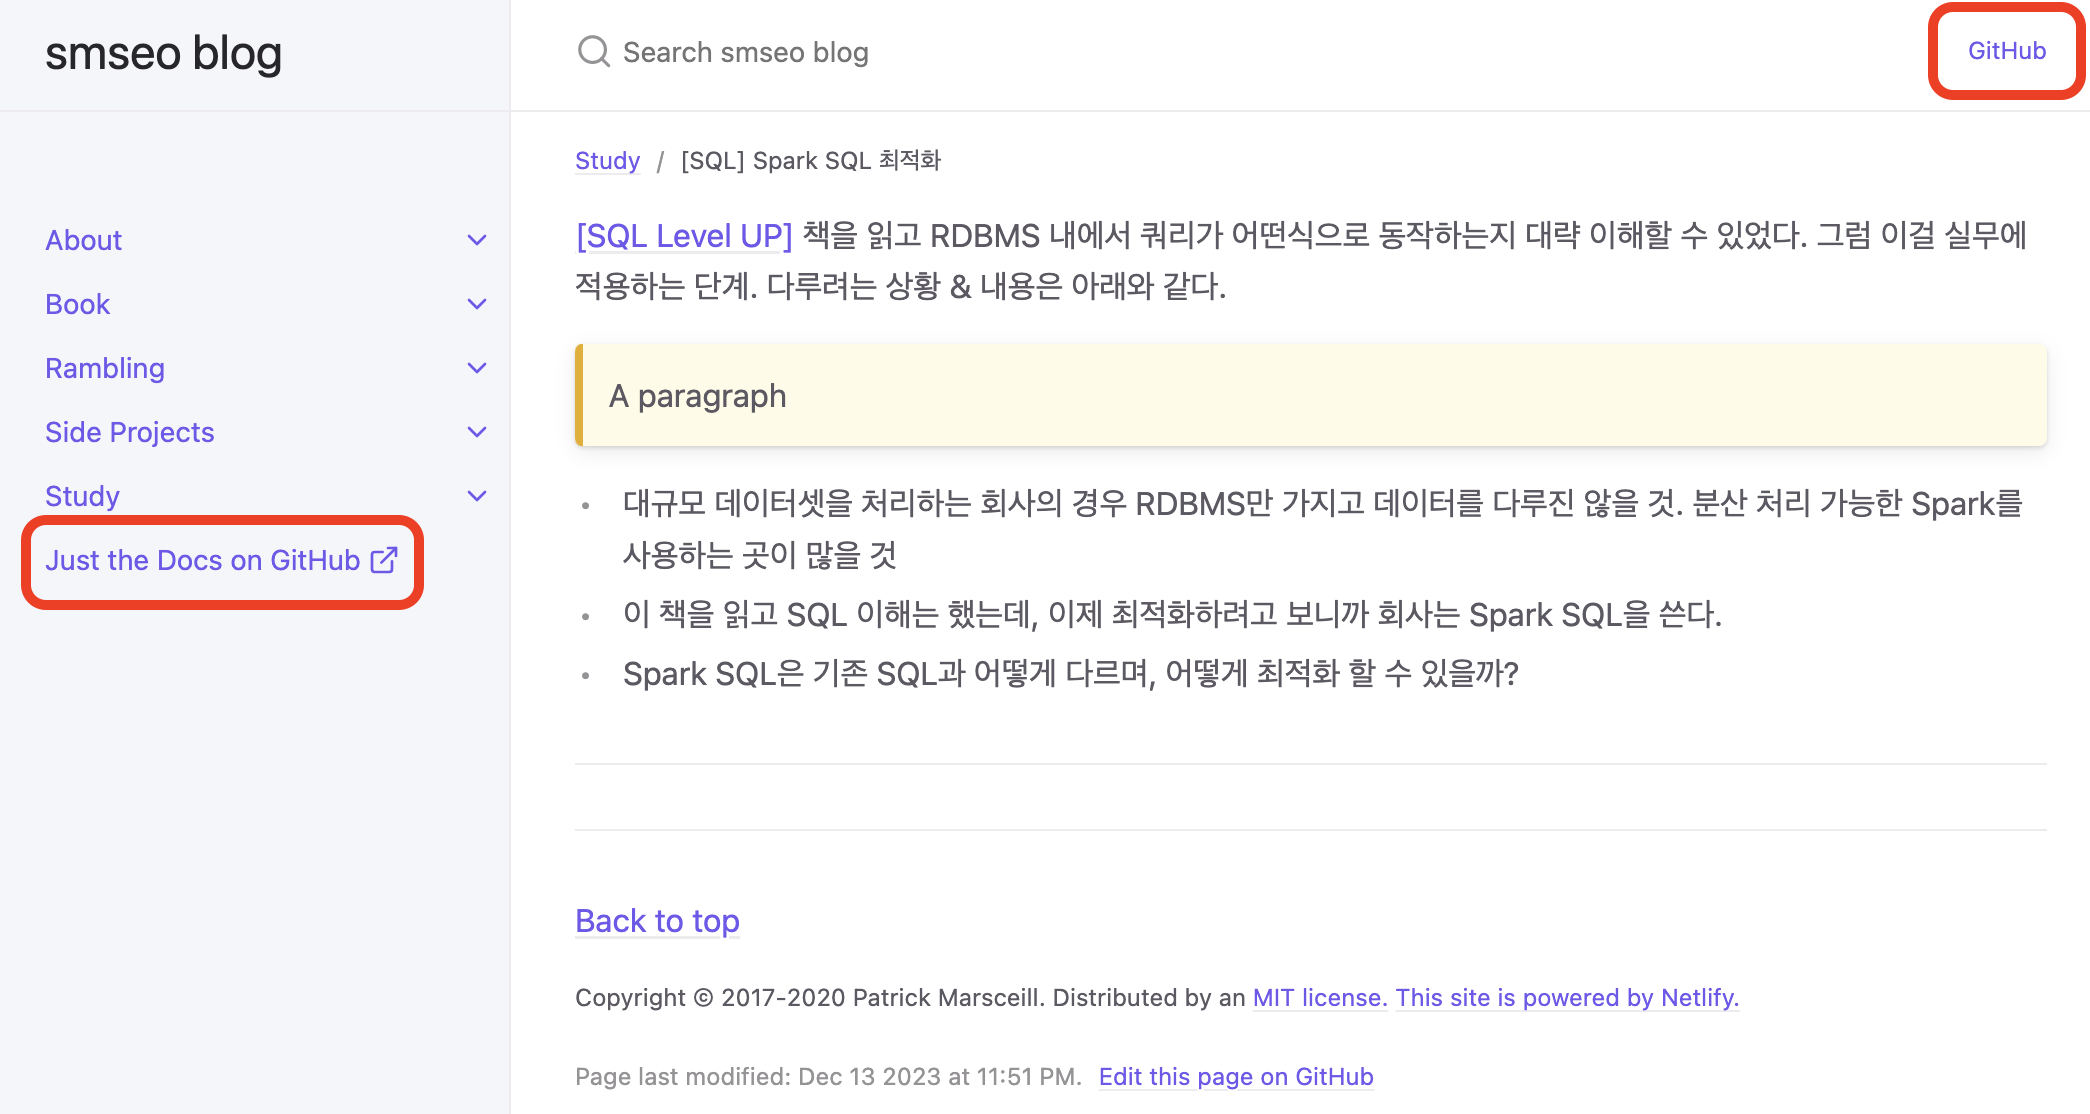 smseo blog
Search smseo blog
GitHub
About
Book
Rambling
Side Projects
Study
Just the Docs on GitHub
Study / [SQL] Spark SQL 최적화
[SQL Level UP] 책을 읽고 RDBMS 내에서 쿼리가 어떤식으로 동작하는지 대략 이해할 수 있었다. 그럼 이걸 실무에
적용하는 단계. 다루려는 상황 & 내용은 아래와 같다.
A paragraph
• 대규모 데이터셋을 처리하는 회사의 경우 RDBMS만 가지고 데이터를 다루진 않을 것. 분산 처리 가능한 Spark를
사용하는 곳이 많을 것
• 이 책을 읽고 SQL 이해는 했는데, 이제 최적화하려고 보니까 회사는 Spark SQL을 쓴다.
• Spark SQL은 기존 SQL과 어떻게 다르며, 어떻게 최적화 할 수 있을까?
Back to top
Copyright © 2017-2020 Patrick Marsceill. Distributed by an MIT license. This site is powered by Netlify.
Page last modified: Dec 13 2023 at 11:51 PM. Edit this page on GitHub